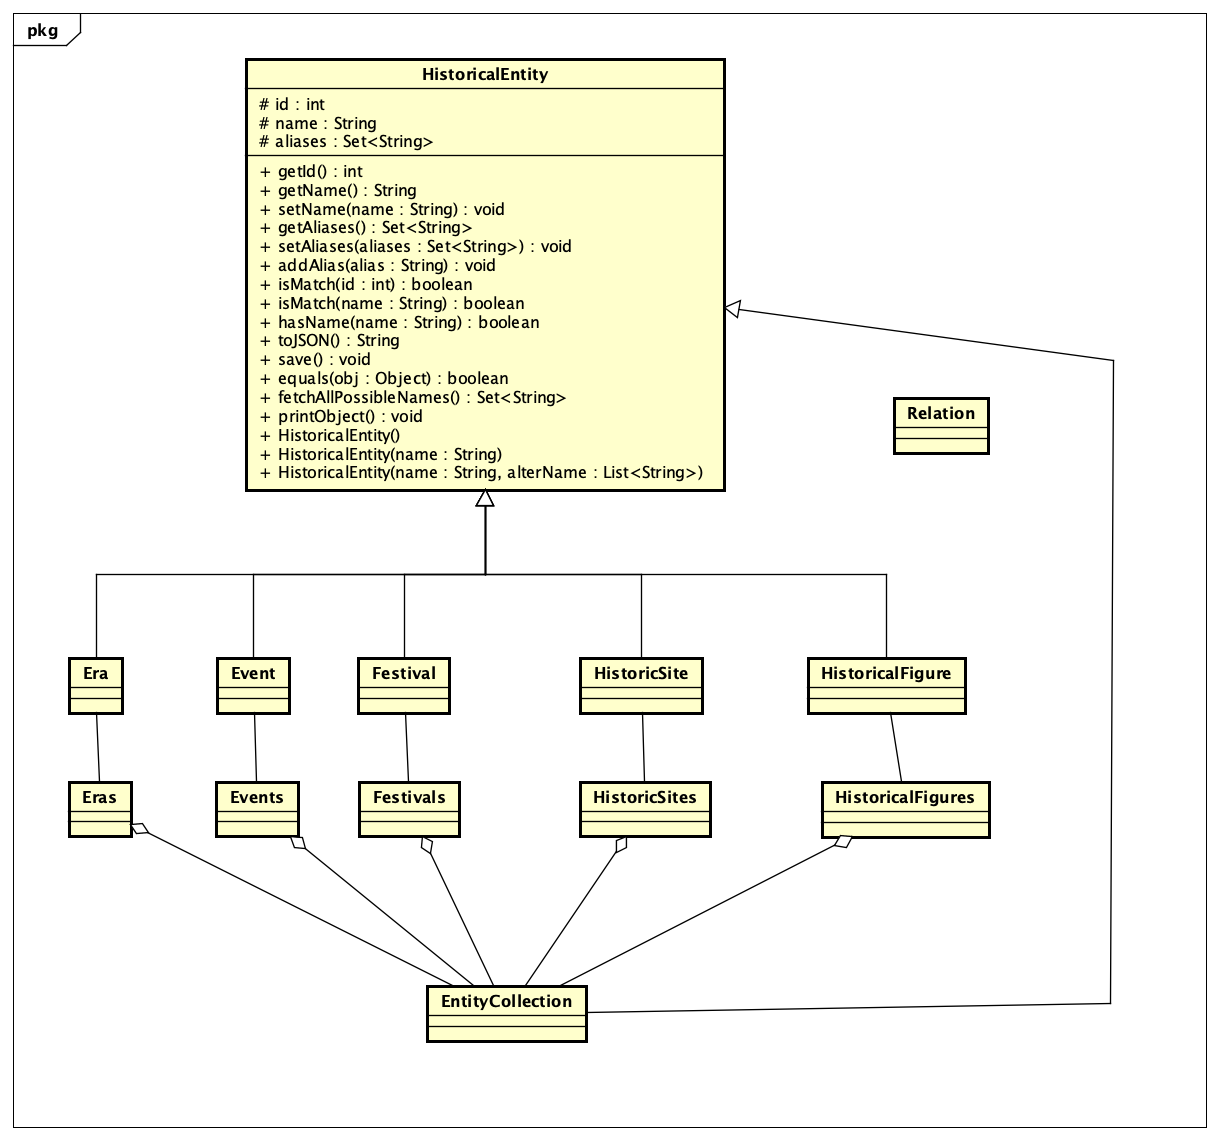 pkg
HistoricalEntity
# id : int
# name : String
# aliases : Set<String>
+ getId() : int
+ getName() : String
+ setName(name : String) : void
+ getAliases() : Set<String>
+ setAliases(aliases : Set<String>) : void
+ addAlias(alias : String) : void
+ isMatch(id : int) : boolean
+ isMatch(name : String) : boolean
+ hasName(name : String) : boolean
+ toJSON() : String
+ save() : void
+ equals(obj : Object) : boolean
+ fetchAllPossibleNames() : Set<String>
+ printObject() : void
+ HistoricalEntity()
+ HistoricalEntity(name : String)
+ HistoricalEntity(name : String, alterName : List<String>)
Relation
Era
Event
Festival
HistoricSite
HistoricalFigure
Eras
Events
Festivals
HistoricSites
HistoricalFigures
EntityCollection